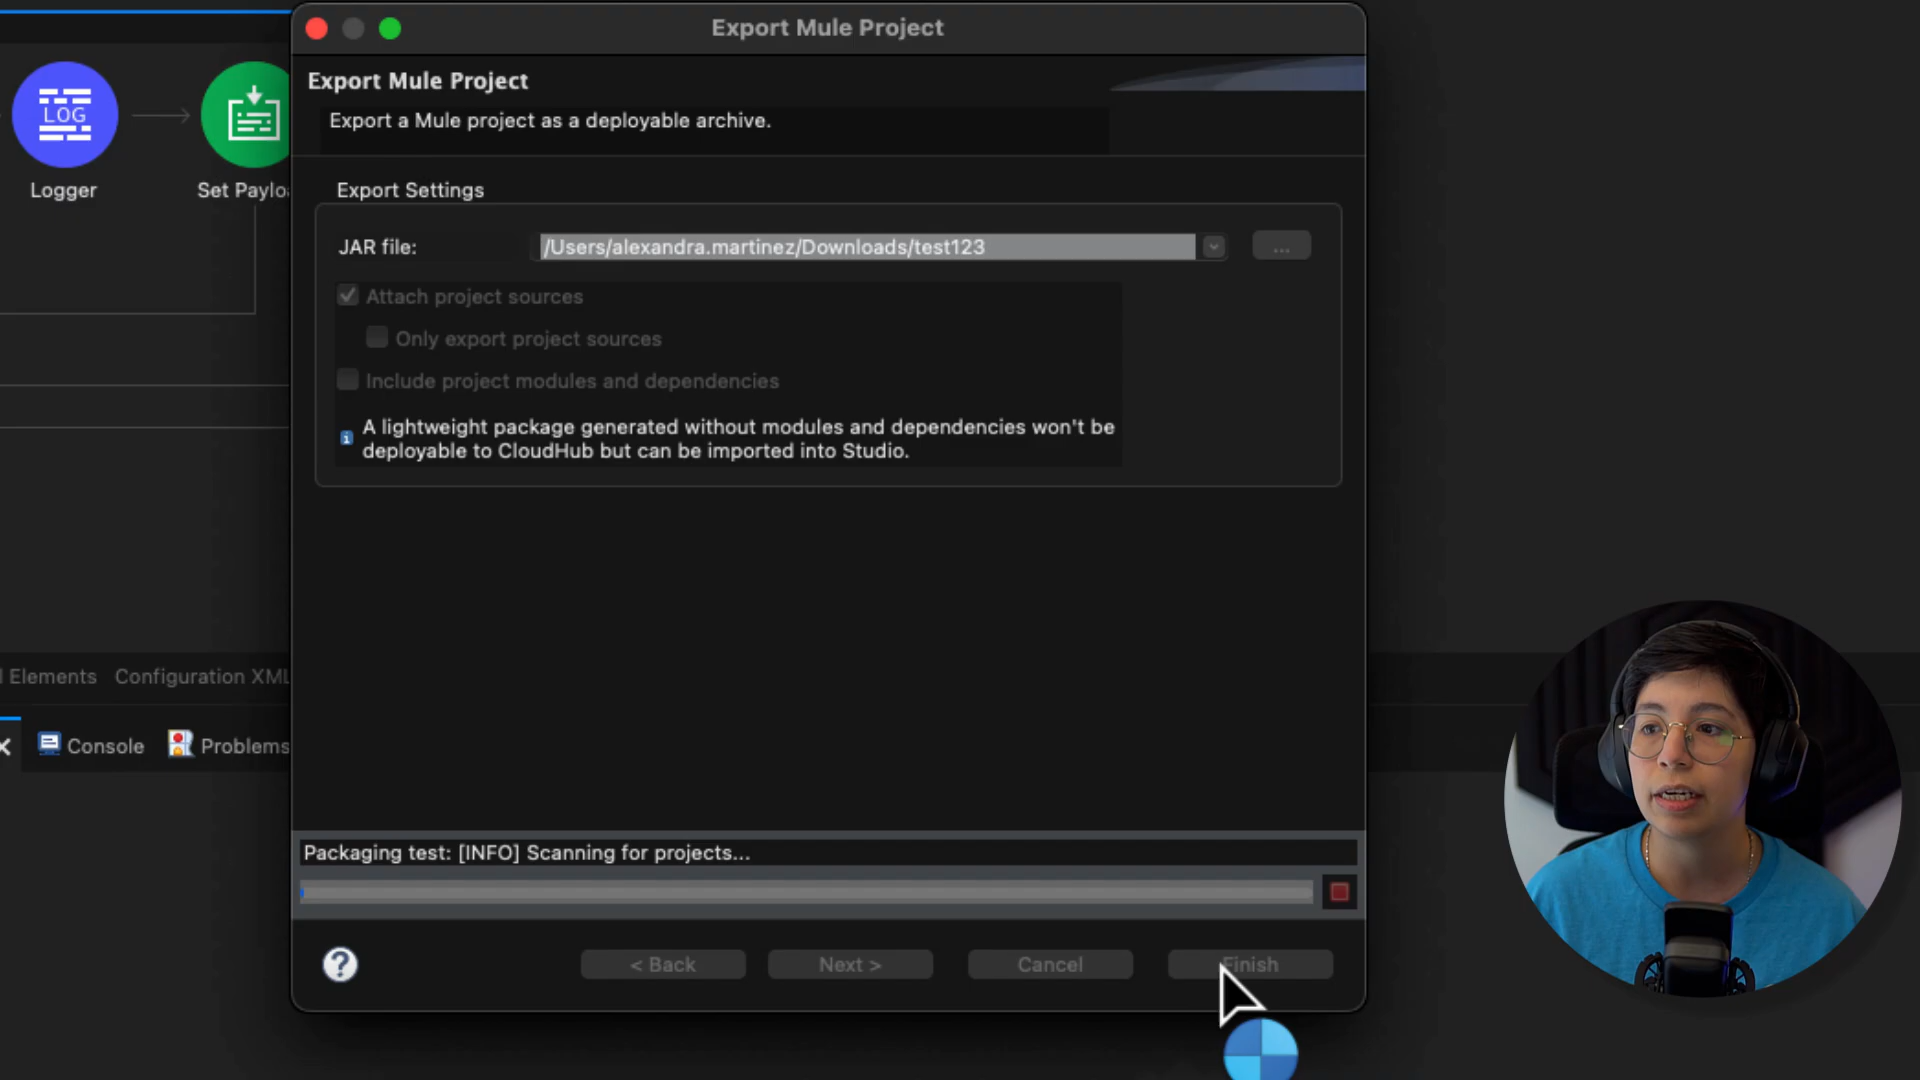 Export Mule Project
Export Mule Project
Export a Mule project as a deployable archive.
LOG
Logger
Set Paylo
Export Settings
JAR file:
/Users/alexandra.martinez/Downloads/test123
...
Attach project sources
Only export project sources
Include project modules and dependencies
A lightweight package generated without modules and dependencies won't be
deployable to CloudHub but can be imported into Studio.
Elements
Configuration XML
Console
Problems
Packaging test: [INFO] Scanning for projects...
?
< Back
Next >
Cancel
Finish